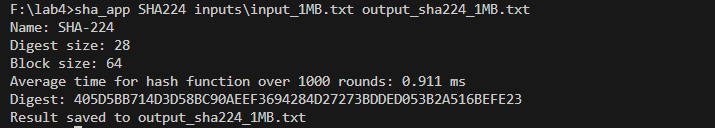 F:\lab4>sha_app SHA224 inputs\input_1MB.txt output_sha224_1MB.txt
Name: SHA-224
Digest size: 28
Block size: 64
Average time for hash function over 1000 rounds: 0.911 ms
Digest: 405D5BB714D3D58BC90AEEF3694284D27273BDDED053B2A516BEFE23
Result saved to output_sha224_1MB.txt